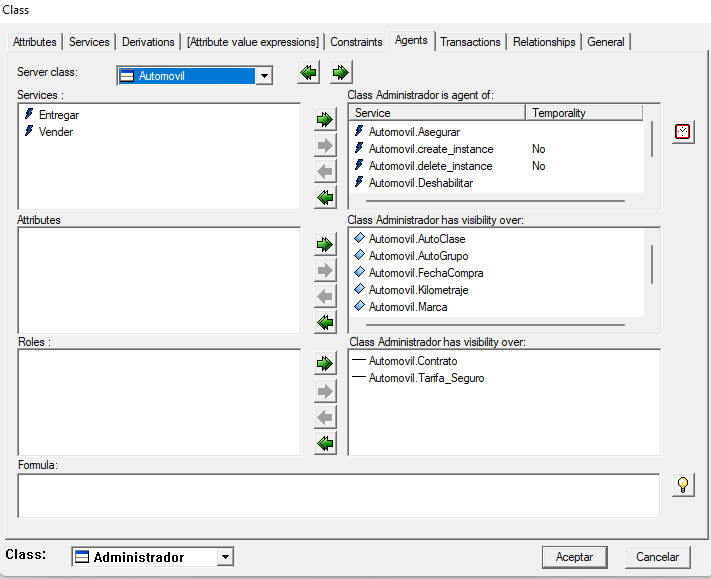 Class
Attributes Services Derivations [Attribute value expressions] Constraints Agents Transactions Relationships General
Server class: Automovil
Services : Class Administrador is agent of:
Entregar
Vender
Service Temporality
Automovil.Asegurar
Automovil.create_instance No
Automovil.delete_instance No
Automovil.Deshabilitar
Attributes Class Administrador has visibility over:
Automovil.AutoClase
Automovil.AutoGrupo
Automovil.FechaCompra
Automovil.Kilometraje
Automovil.Marca
Roles : Class Administrador has visibility over:
Automovil.Contrato
Automovil.Tarifa_Seguro
Formula:
Class: Administrador Aceptar Cancelar